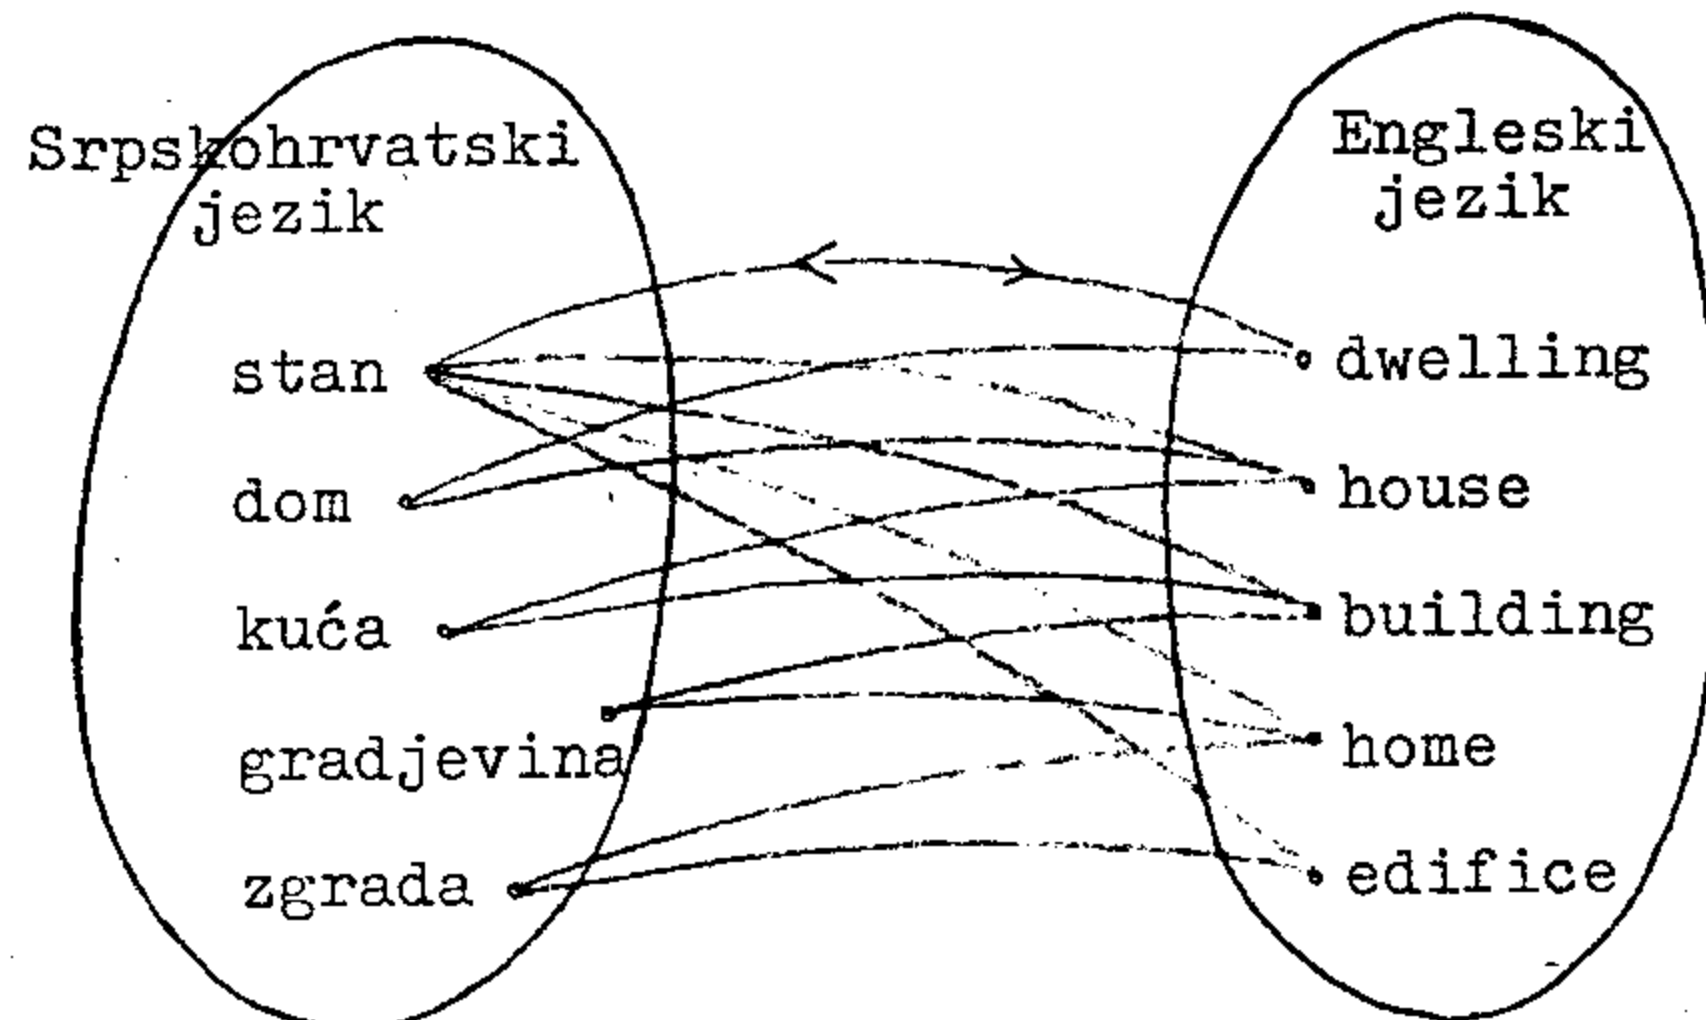 Srpskohrvatski
jezik
stan
dom
kuća
gradjevina
zgrada
Engleski
jezik
dwelling
house
building
home
edifice